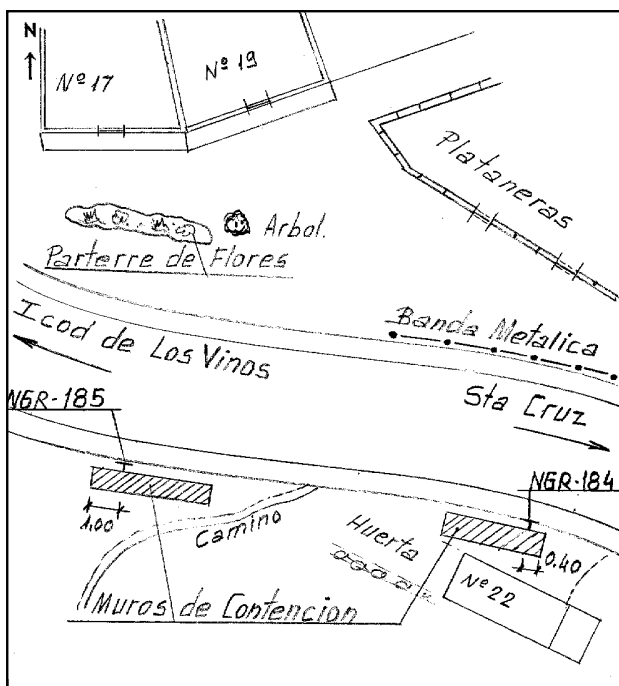 N
Nº 17
Nº 19
Plataneras
Arbol.
Parterre de Flores
Icod de Los Vinos
Banda Metalica
Sta Cruz
NGR-185
NGR-184
1,00
Camino
Huerta
0.40
Nº 22
Muros de Contencion